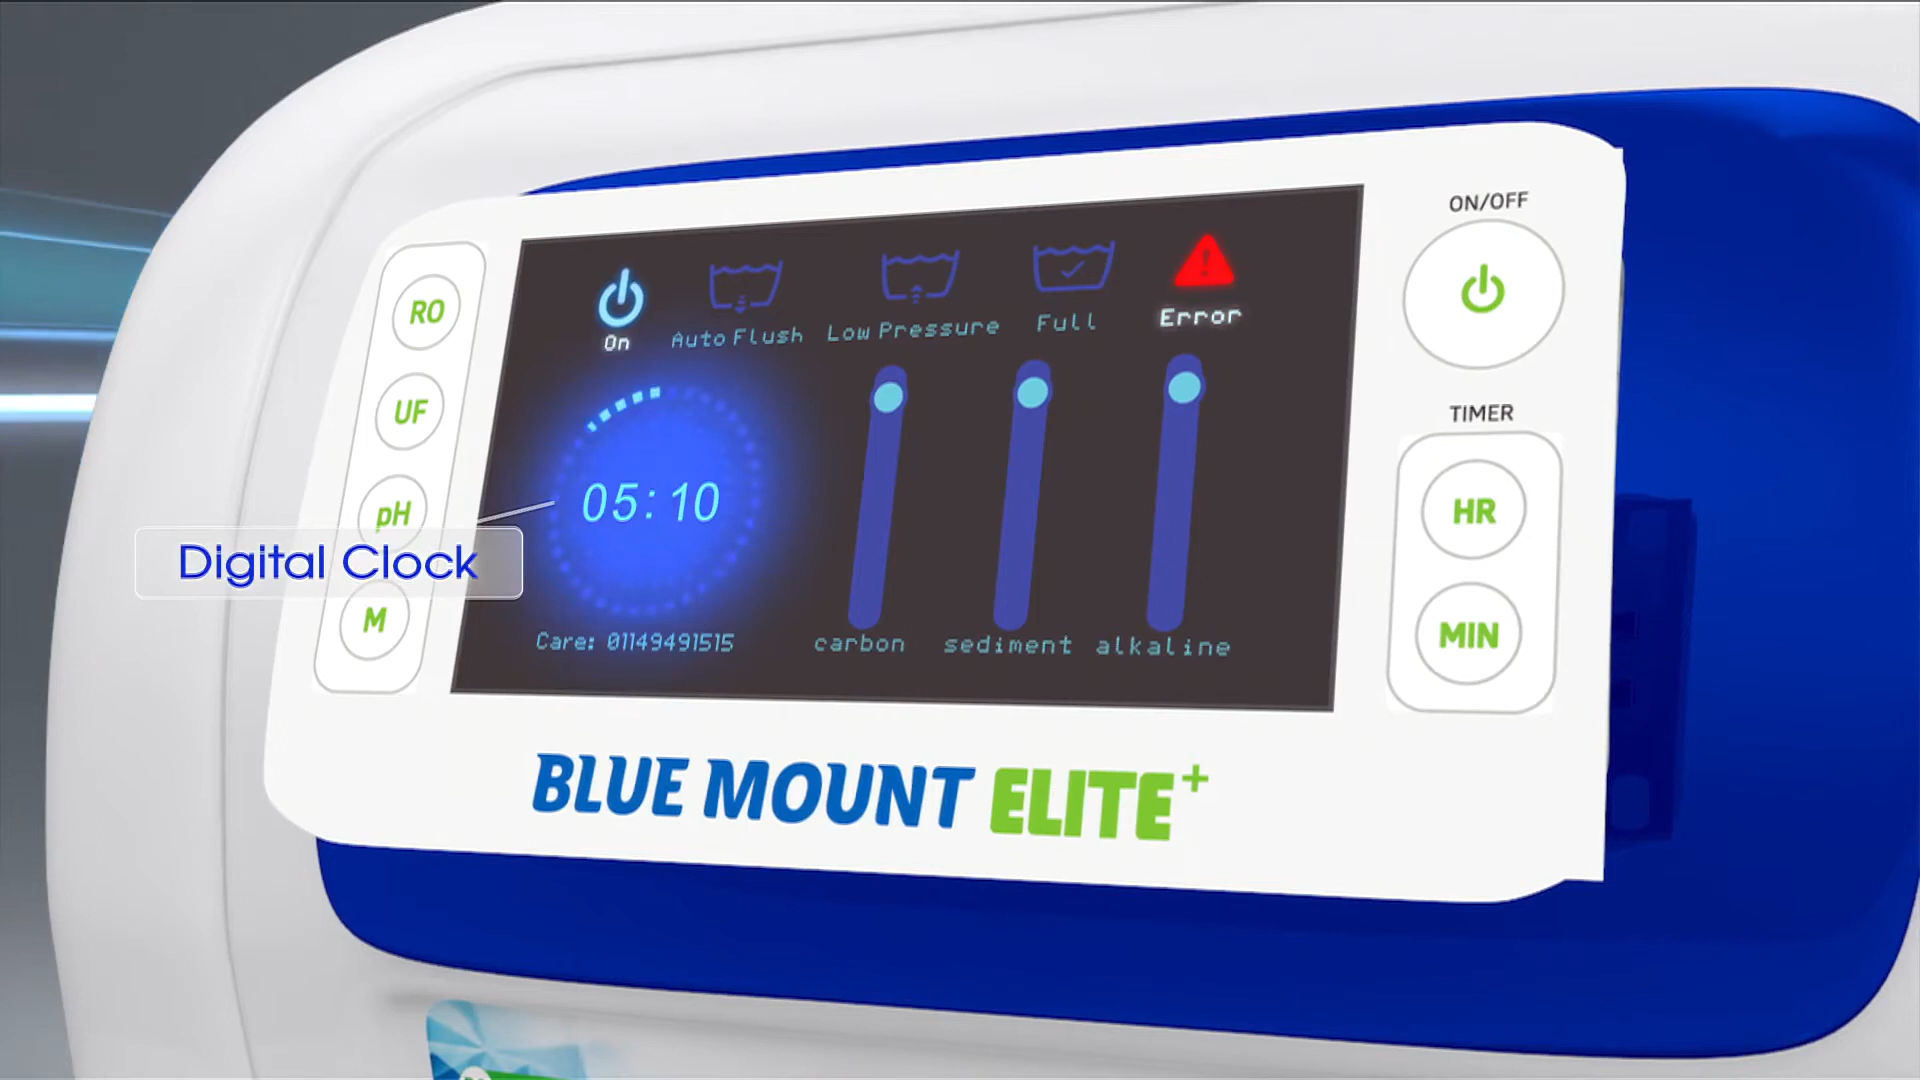 ON/OFF
RO
On
Auto Flush
Low Pressure
Full
Error
UF
TIMER
pH
05:10
HR
Digital Clock
M
MIN
Care: 01149491515
carbon
sediment
alkaline
BLUE MOUNT ELITE+